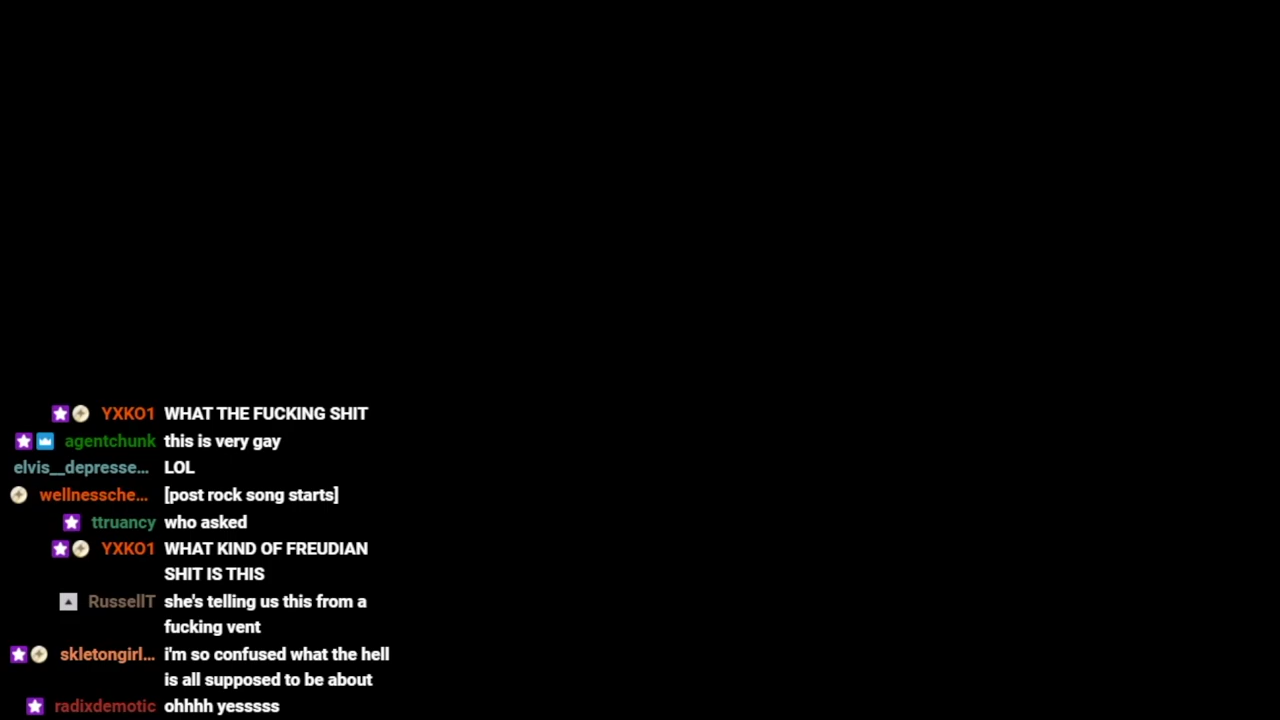 YXKO1 WHAT THE FUCKING SHIT
agentchunk this is very gay
elvis__depresse... LOL
wellnessche... [post rock song starts]
ttruancy who asked
YXKO1 WHAT KIND OF FREUDIAN
SHIT IS THIS
RussellT she's telling us this from a
fucking vent
skletongirl... i'm so confused what the hell
is all supposed to be about
radixdemotic ohhhh yesssss